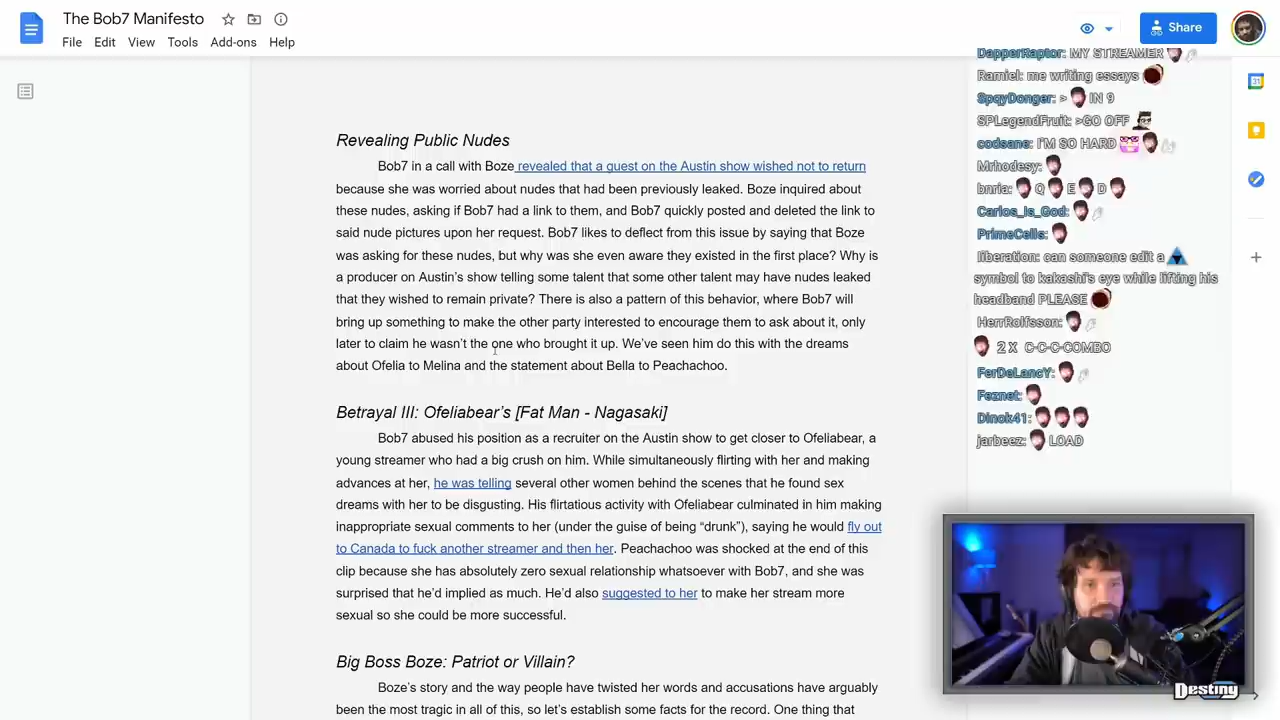 The Bob7 Manifesto
File Edit View Tools Add-ons Help
Share
Revealing Public Nudes
Bob7 in a call with Boze revealed that a guest on the Austin show wished not to return
because she was worried about nudes that had been previously leaked. Boze inquired about
these nudes, asking if Bob7 had a link to them, and Bob7 quickly posted and deleted the link to
said nude pictures upon her request. Bob7 likes to deflect from this issue by saying that Boze
was asking for these nudes, but why was she even aware they existed in the first place? Why is
a producer on Austin's show telling some talent that some other talent may have nudes leaked
that they wished to remain private? There is also a pattern of this behavior, where Bob7 will
bring up something to make the other party interested to encourage them to ask about it, only
later to claim he wasn't the one who brought it up. We've seen him do this with the dreams
about Ofelia to Melina and the statement about Bella to Peachachoo.
Betrayal III: Ofeliabear's [Fat Man - Nagasaki]
Bob7 abused his position as a recruiter on the Austin show to get closer to Ofeliabear, a
young streamer who had a big crush on him. While simultaneously flirting with her and making
advances at her, he was telling several other women behind the scenes that he found sex
dreams with her to be disgusting. His flirtatious activity with Ofeliabear culminated in him making
inappropriate sexual comments to her (under the guise of being “drunk”), saying he would fly out
to Canada to fuck another streamer and then her. Peachachoo was shocked at the end of this
clip because she has absolutely zero sexual relationship whatsoever with Bob7, and she was
surprised that he'd implied as much. He'd also suggested to her to make her stream more
sexual so she could be more successful.
Big Boss Boze: Patriot or Villain?
Boze's story and the way people have twisted her words and accusations have arguably
been the most tragic in all of this, so let's establish some facts for the record. One thing that
DapperRaptor: MY STREAMER
Ramiel: me writing essays
SpqyDonger: > IN 9
SPLegendFruit: >GO OFF
codsane: I'M SO HARD
Mrhodesy:
bnria: Q E D
Carlos_Is_God:
PrimeCells:
liberation: can someone edit a
symbol to kakashi's eye while lifting his
headband PLEASE
HerrRolfsson:
2 X C-C-C-COMBO
FerDeLancY:
Feznet:
Dinok41:
jarbeez: LOAD
31
Destiny